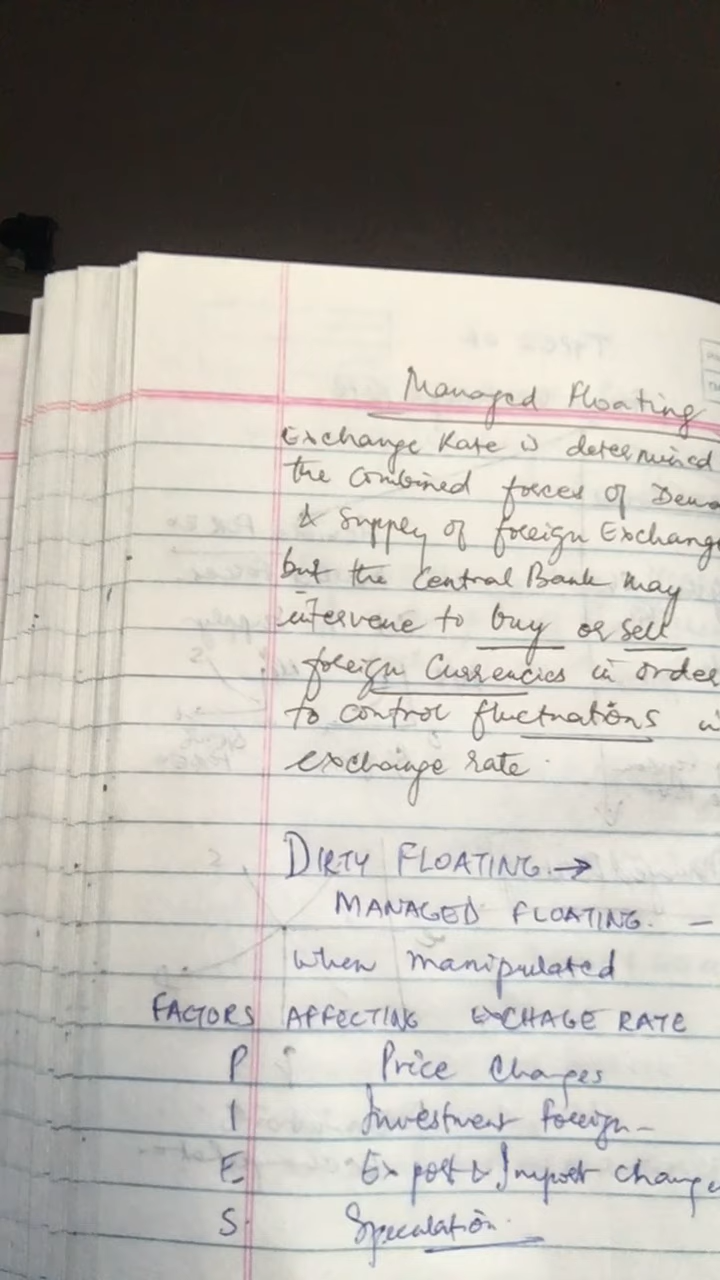 Managed Floating
Exchange Rate is determined
the combined forces of Dema
& Supply of foreign Exchange
but the Central Bank may
intervene to buy or sell
foreign Currencies in order
to control fluctuations in
exchange rate.
DIRTY FLOATING →
MANAGED FLOATING. –
when manipulated
FACTORS AFFECTING EXCHAGE RATE
P Price Changes
I Investment foreign –
E Export & Import change
S Speculation.